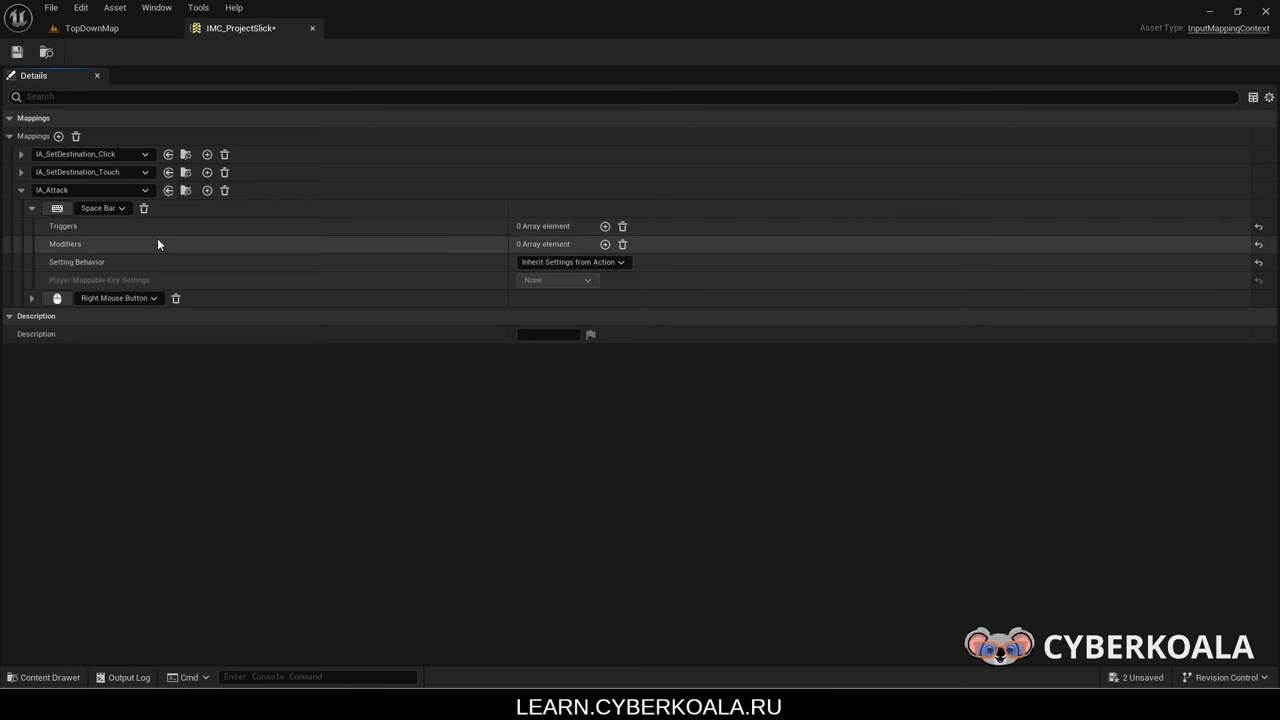 File Edit Asset Window Tools Help
TopDownMap IMC_ProjectSlick•
Asset Type: InputMappingContext
Details
Search
Mappings
Mappings
IA_SetDestination_Click
IA_SetDestination_Touch
IA_Attack
Space Bar
Triggers 0 Array element
Modifiers 0 Array element
Setting Behavior Inherit Settings from Action
Player Mappable Key Settings None
Right Mouse Button
Description
Description
CYBERKOALA
Content Drawer Output Log Cmd Enter Console Command 2 Unsaved Revision Control
LEARN.CYBERKOALA.RU